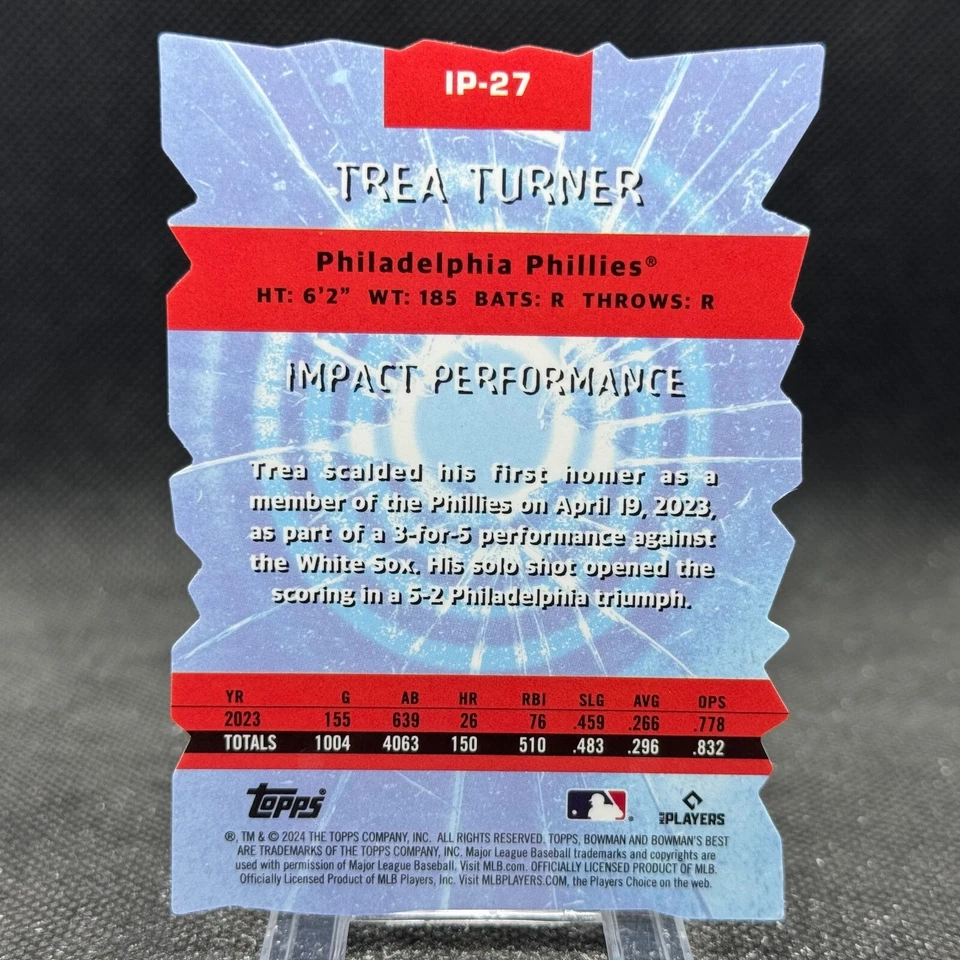 IP-27
TREA TURNER
Philadelphia Phillies®
HT: 6'2" WT: 185 BATS: R THROWS: R
IMPACT PERFORMANCE
Trea scalded his first homer as a
member of the Phillies on April 19, 2023,
as part of a 3-for-5 performance against
the White Sox. His solo shot opened the
scoring in a 5-2 Philadelphia triumph.
YR G AB HR RBI SLG AVG OPS
2023 155 639 26 76 .459 .266 .778
TOTALS 1004 4063 150 510 .483 .296 .832
topps®
MLB PLAYERS
®, TM & © 2024 THE TOPPS COMPANY, INC. ALL RIGHTS RESERVED. TOPPS, BOWMAN AND BOWMAN'S BEST
ARE TRADEMARKS OF THE TOPPS COMPANY, INC. Major League Baseball trademarks and copyrights are
used with permission of Major League Baseball. Visit MLB.com. OFFICIALLY LICENSED PRODUCT OF MLB.
Officially Licensed Product of MLB Players, Inc. Visit MLBPLAYERS.COM, the Players Choice on the web.